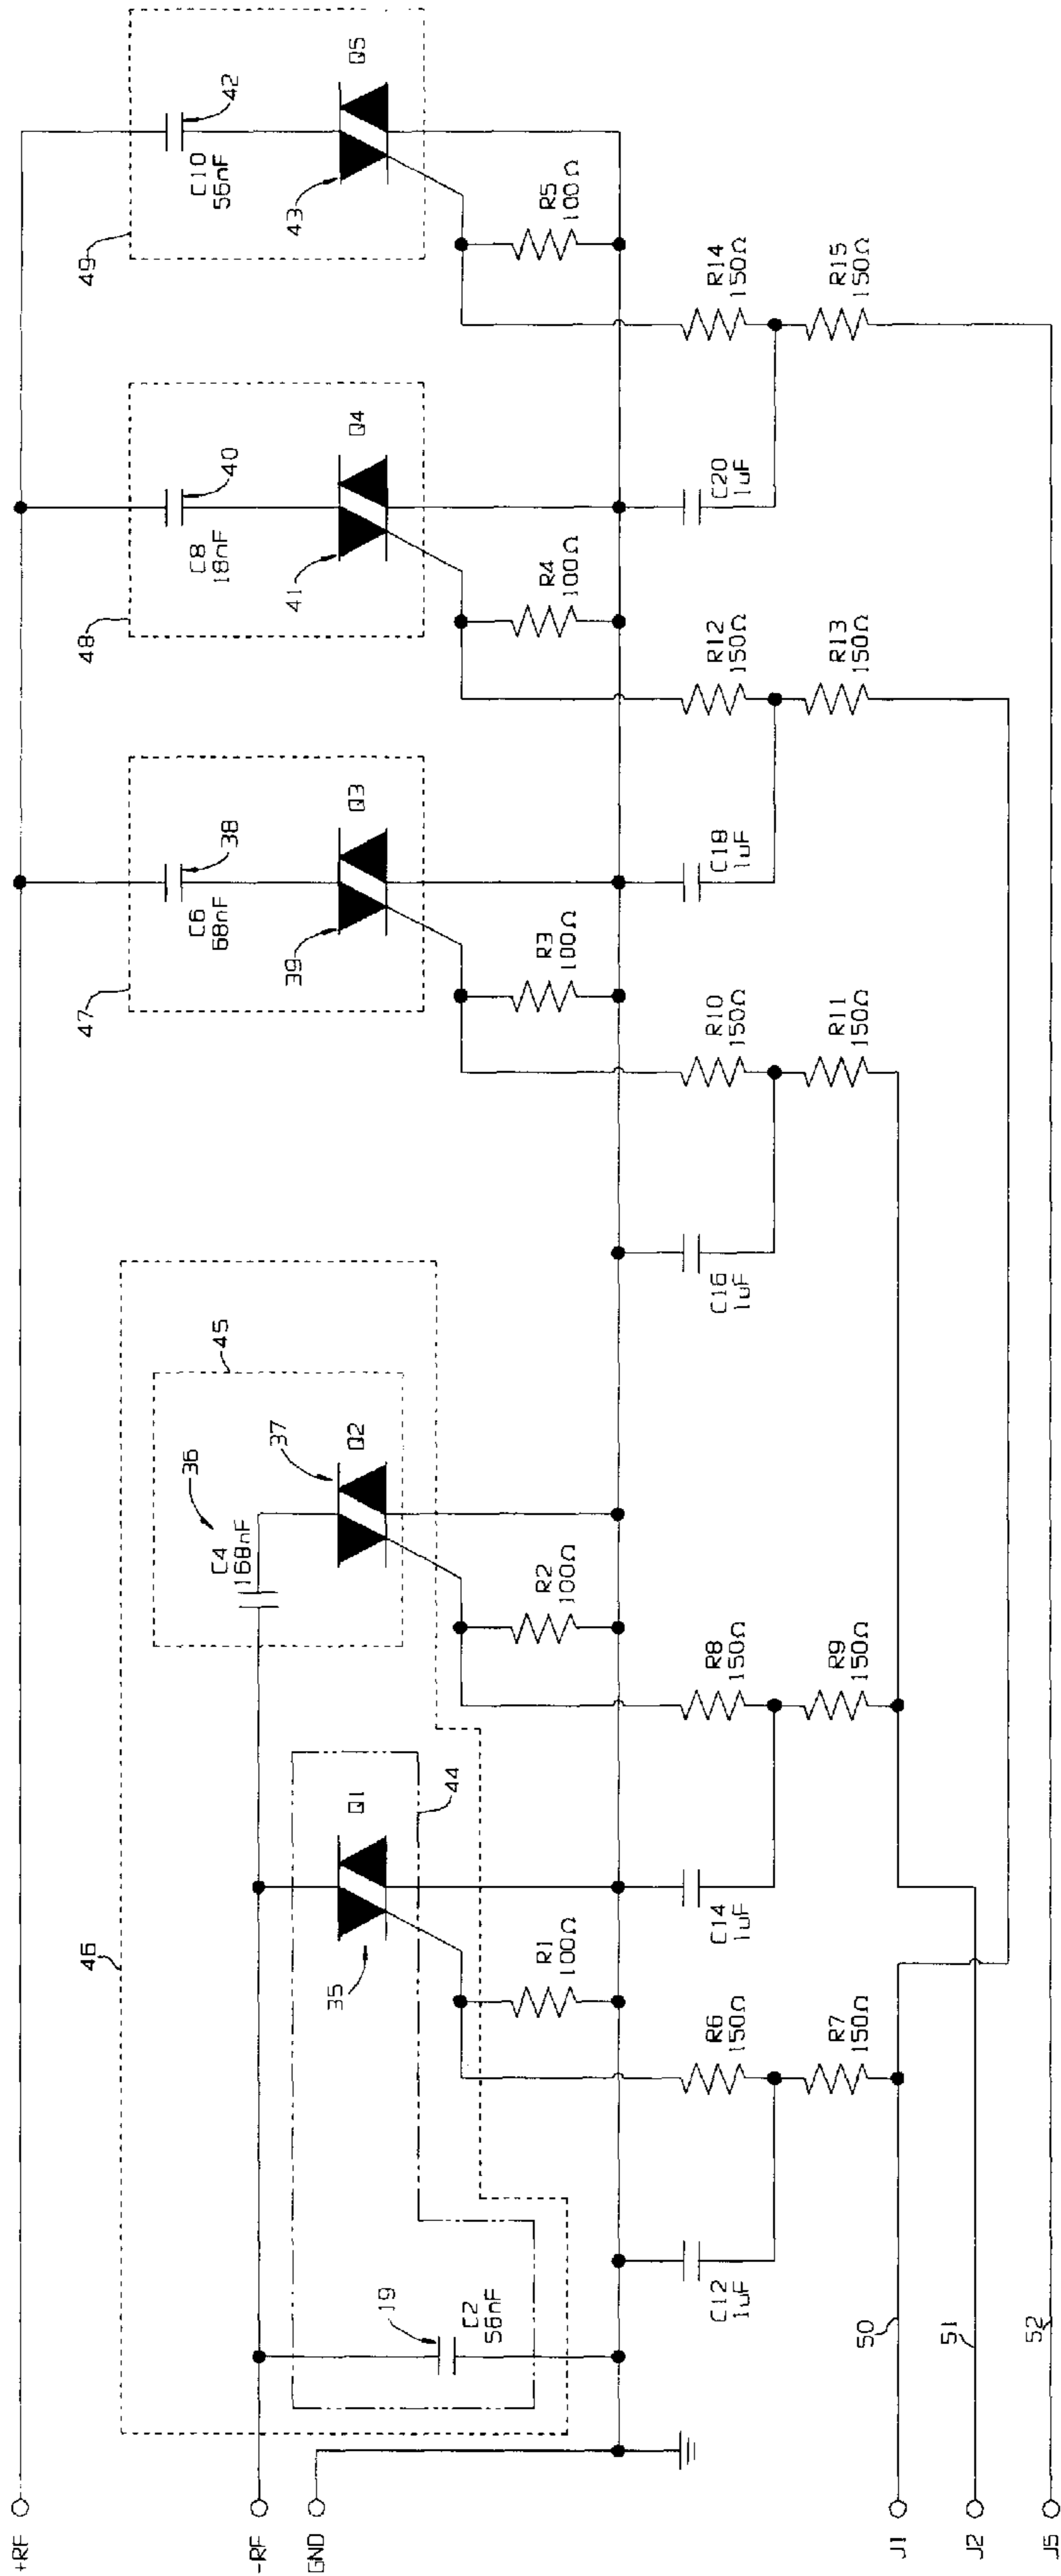 +RF
46
47
48
49
36
C4
168nF
45
C6
68nF
38
C8
18nF
40
C10
56nF
42
-RF
GND
35
Q1
37
Q2
39
Q3
41
Q4
43
Q5
19
C2
56nF
44
R1
100Ω
R2
100Ω
R3
100Ω
R4
100Ω
R5
100Ω
C12
1uF
R6
150Ω
C14
1uF
R8
150Ω
C16
1uF
R10
150Ω
C18
1uF
R12
150Ω
C20
1uF
R14
150Ω
R7
150Ω
R9
150Ω
R11
150Ω
R13
150Ω
R15
150Ω
J1
50
J2
51
J5
52